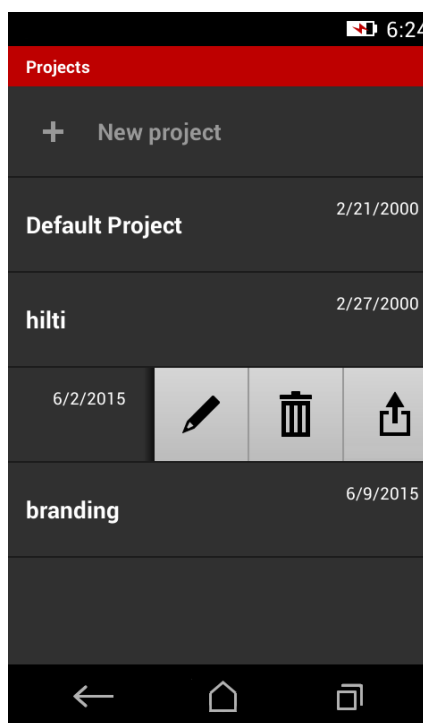 6:24
Projects
+ New project
2/21/2000
Default Project
2/27/2000
hilti
6/2/2015
6/9/2015
branding